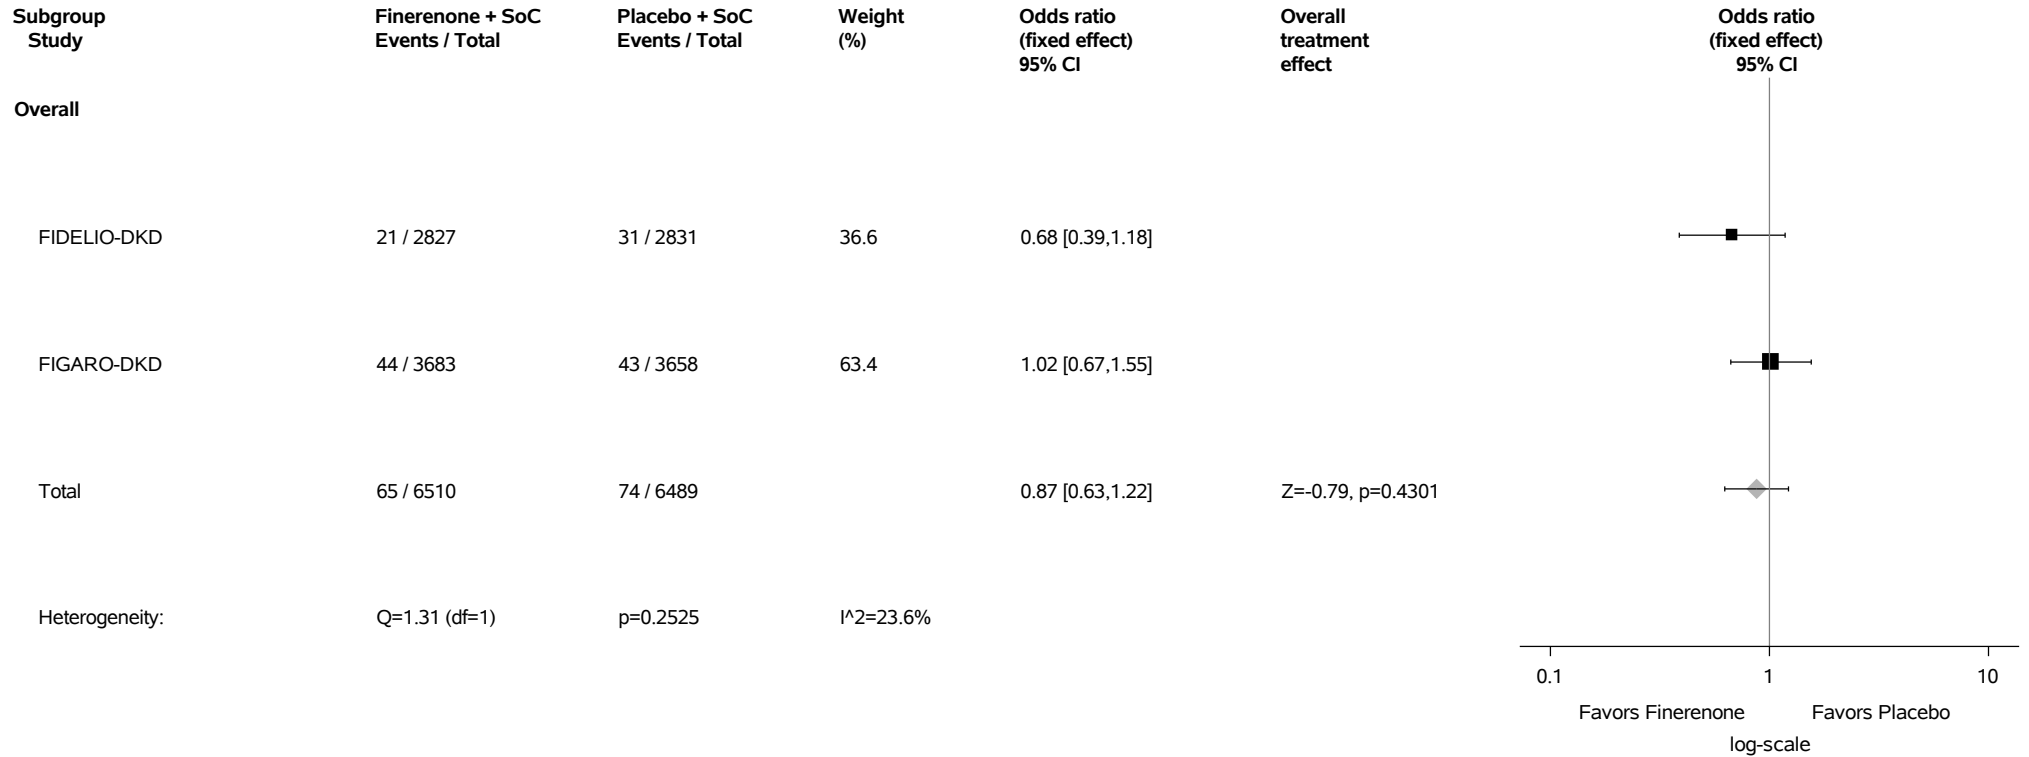 Subgroup Finerenone + SoC Placebo + SoC Weight Odds ratio Overall Odds ratio
Study Events / Total Events / Total (%) (fixed effect) treatment (fixed effect)
95% CI effect 95% CI
Overall
FIDELIO-DKD 21 / 2827 31 / 2831 36.6 0.68 [0.39,1.18]
FIGARO-DKD 44 / 3683 43 / 3658 63.4 1.02 [0.67,1.55]
Total 65 / 6510 74 / 6489 0.87 [0.63,1.22] Z=-0.79, p=0.4301
Heterogeneity: Q=1.31 (df=1) p=0.2525 I^2=23.6%
0.1 1 10
Favors Finerenone Favors Placebo
log-scale